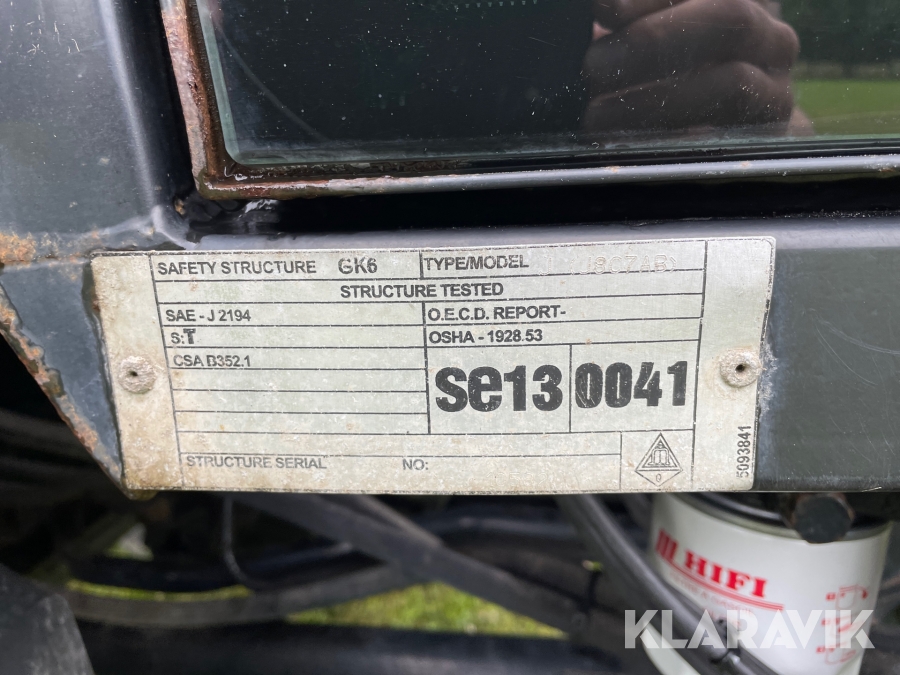 SAFETY STRUCTURE GK6 TYPE/MODEL
STRUCTURE TESTED
SAE - J 2194 O.E.C.D. REPORT-
S:T OSHA - 1928.53
CSA B352.1
se13 0041
STRUCTURE SERIAL NO:
5093841
HIFI
KLARAVIK